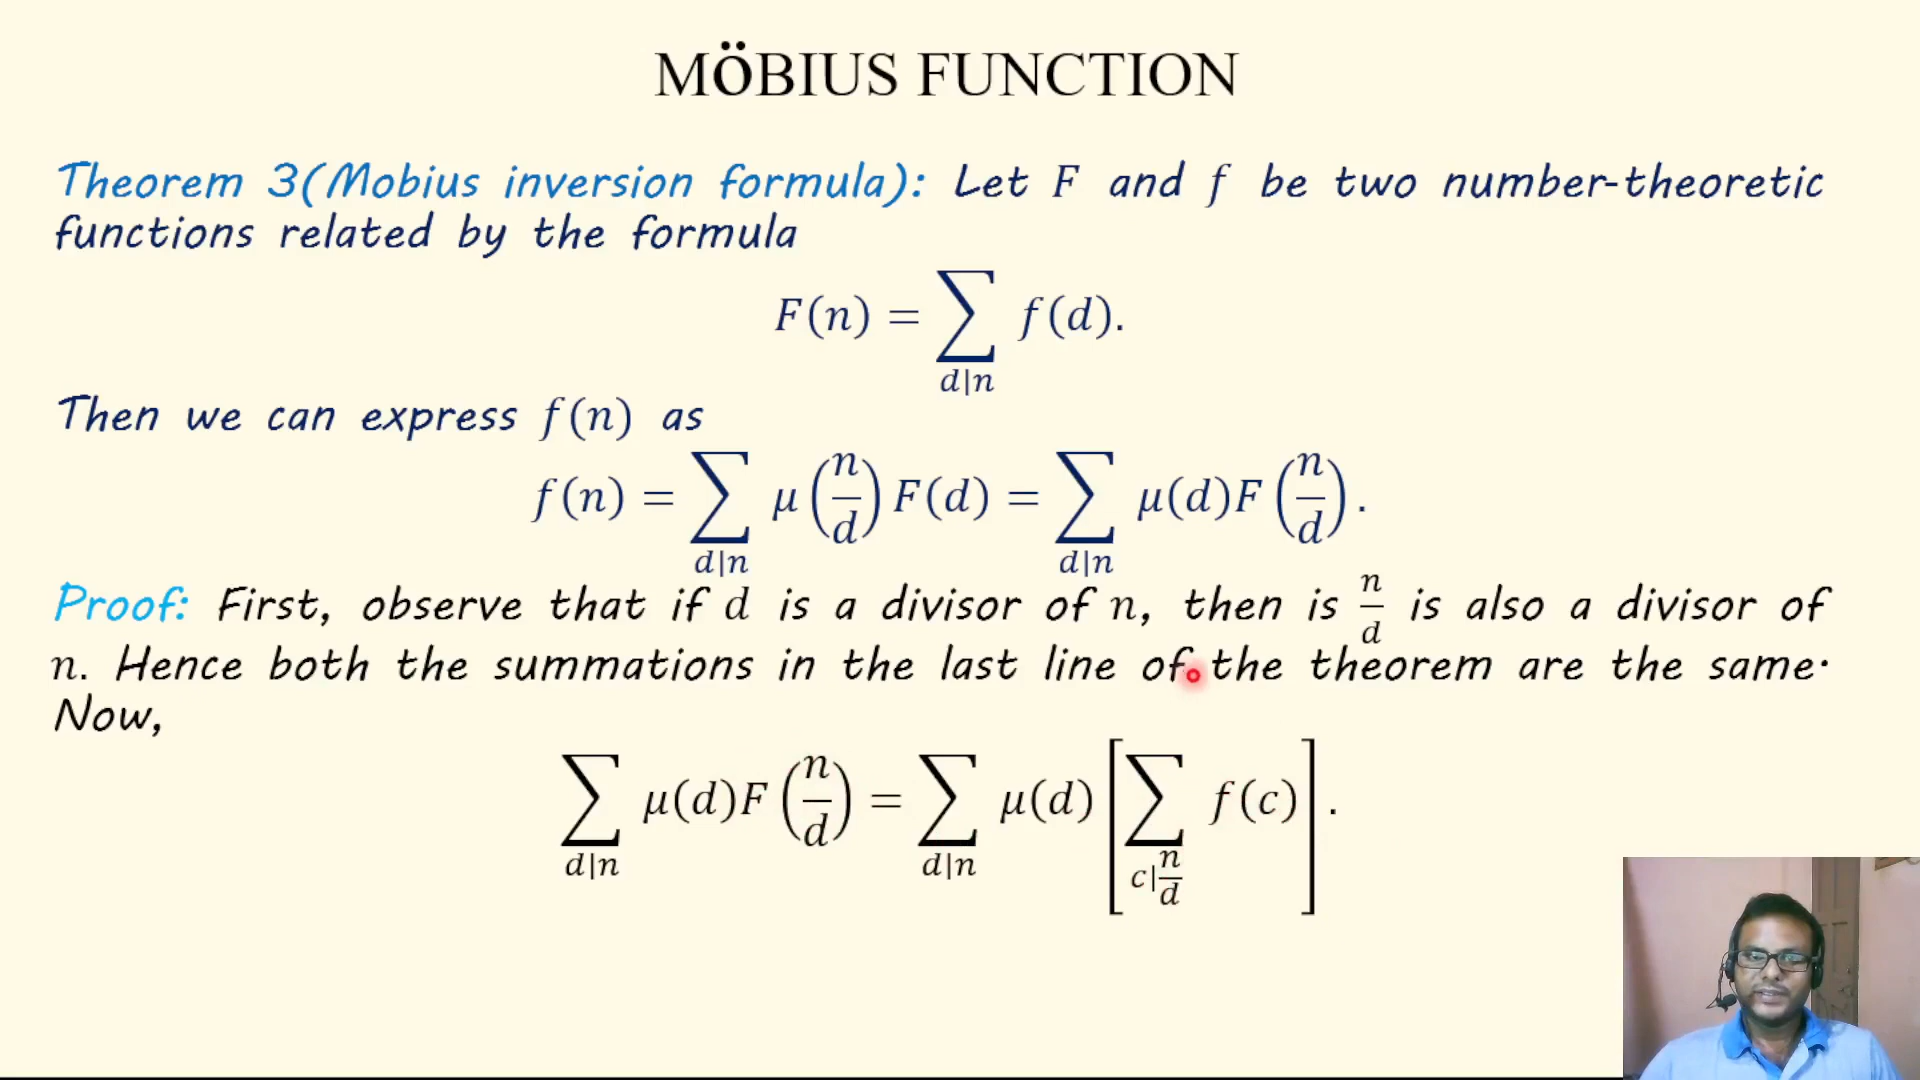 MÖBIUS FUNCTION
Theorem 3(Mobius inversion formula): Let F and f be two number-theoretic
functions related by the formula
F(n) = ∑_{d|n} f(d).
Then we can express f(n) as
f(n) = ∑_{d|n} μ(n/d) F(d) = ∑_{d|n} μ(d)F(n/d).
Proof: First, observe that if d is a divisor of n, then is n/d is also a divisor of
n. Hence both the summations in the last line of the theorem are the same.
Now,
∑_{d|n} μ(d)F(n/d) = ∑_{d|n} μ(d) [∑_{c|n/d} f(c)].